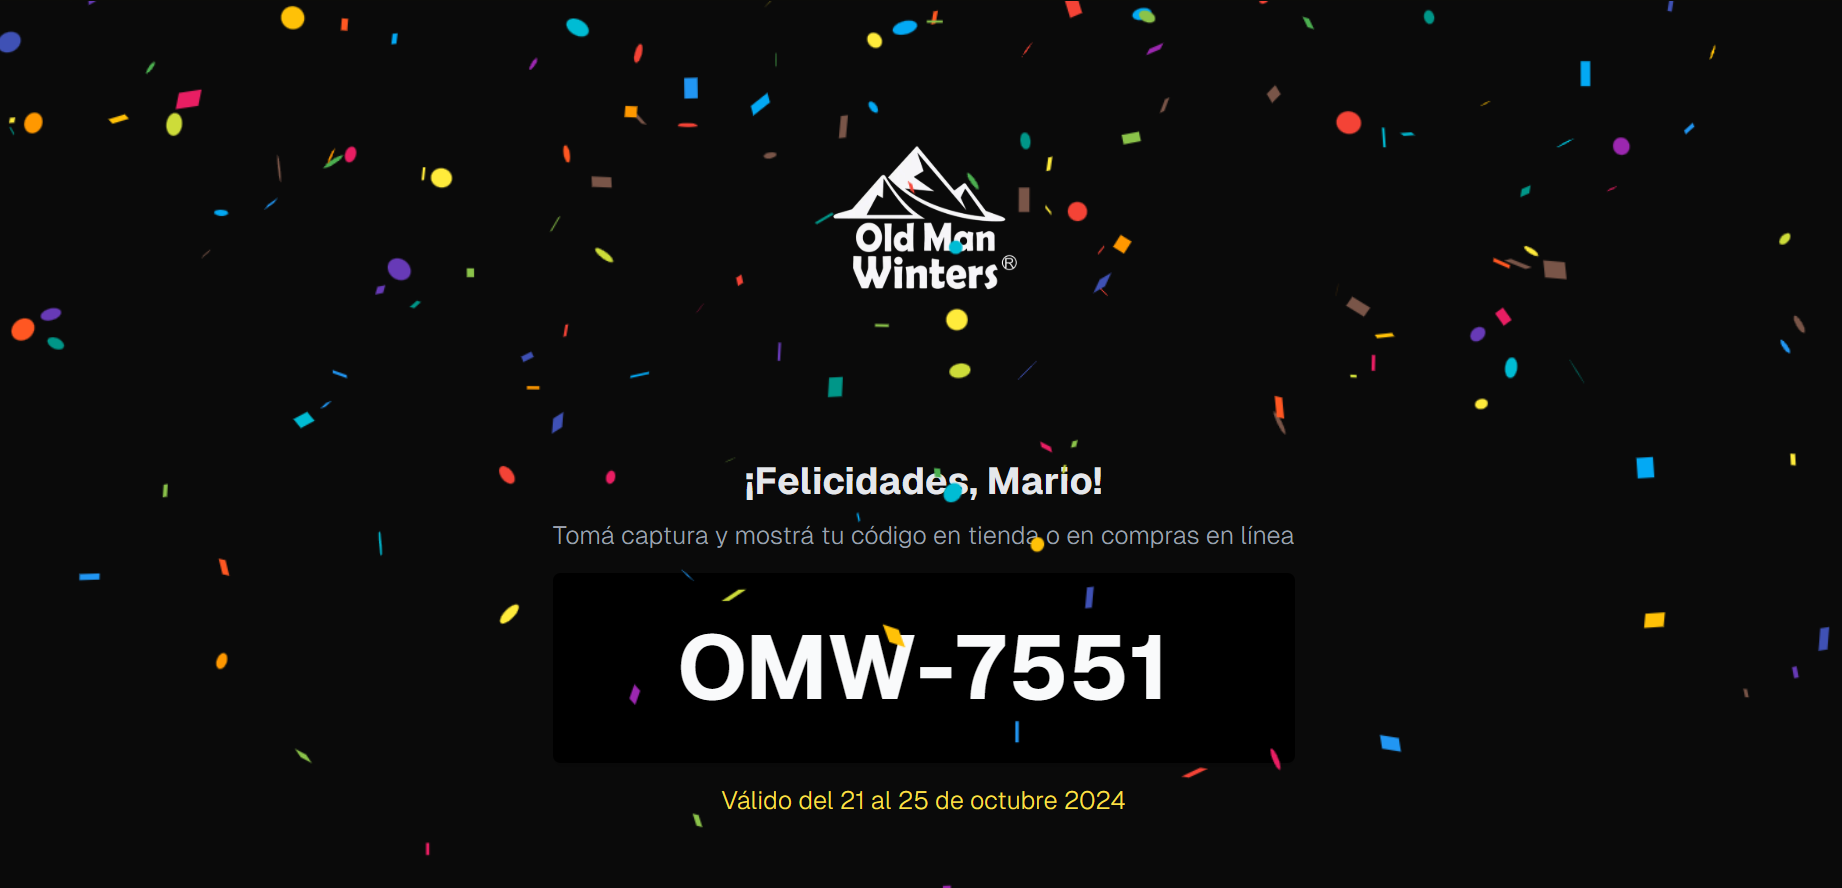 Old Man
Winters®
¡Felicidades, Mario!
Tomá captura y mostrá tu código en tienda o en compras en línea
OMW-7551
Válido del 21 al 25 de octubre 2024